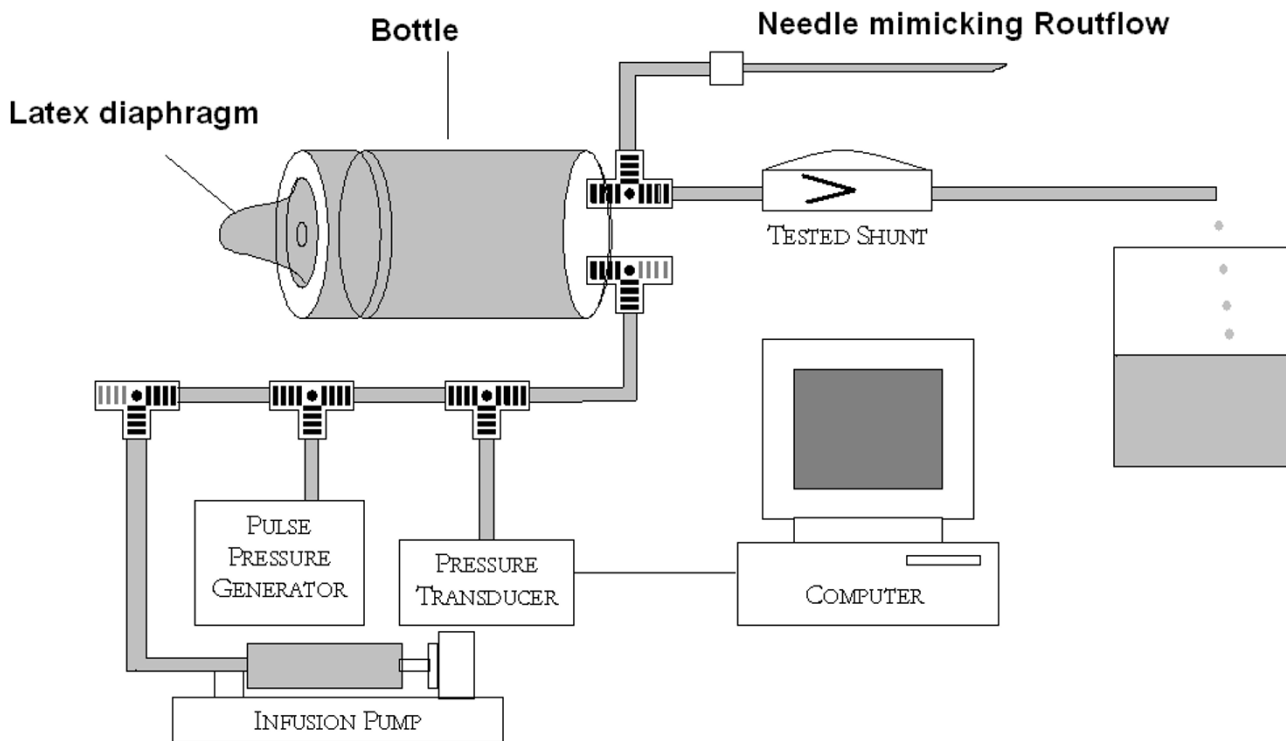 Bottle
Needle mimicking Routflow
Latex diaphragm
TESTED SHUNT
PULSE
PRESSURE
GENERATOR
PRESSURE
TRANSDUCER
COMPUTER
INFUSION PUMP